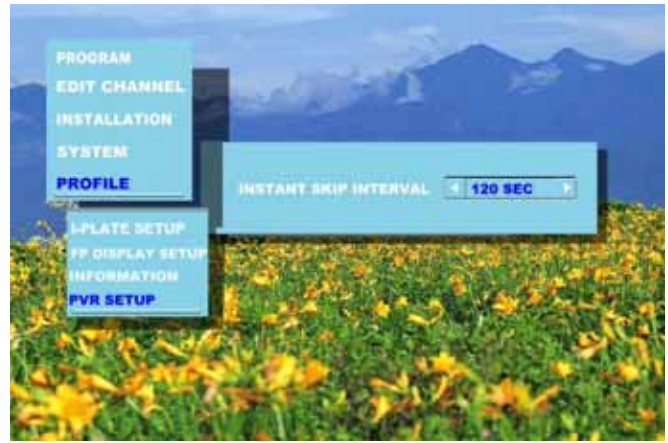 PROGRAM
EDIT CHANNEL
INSTALLATION
SYSTEM
PROFILE
INSTANT SKIP INTERVAL 120 SEC
I-PLATE SETUP
FP DISPLAY SETUP
INFORMATION
PVR SETUP